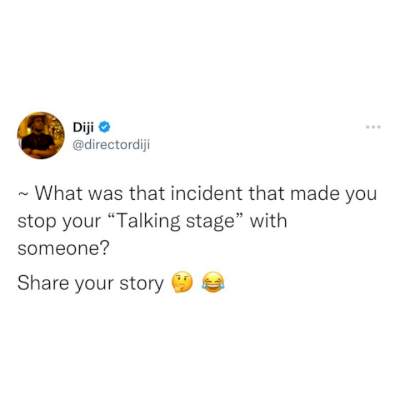 Diji
@directordiji
~ What was that incident that made you
stop your “Talking stage” with
someone?
Share your story 🤔 😂